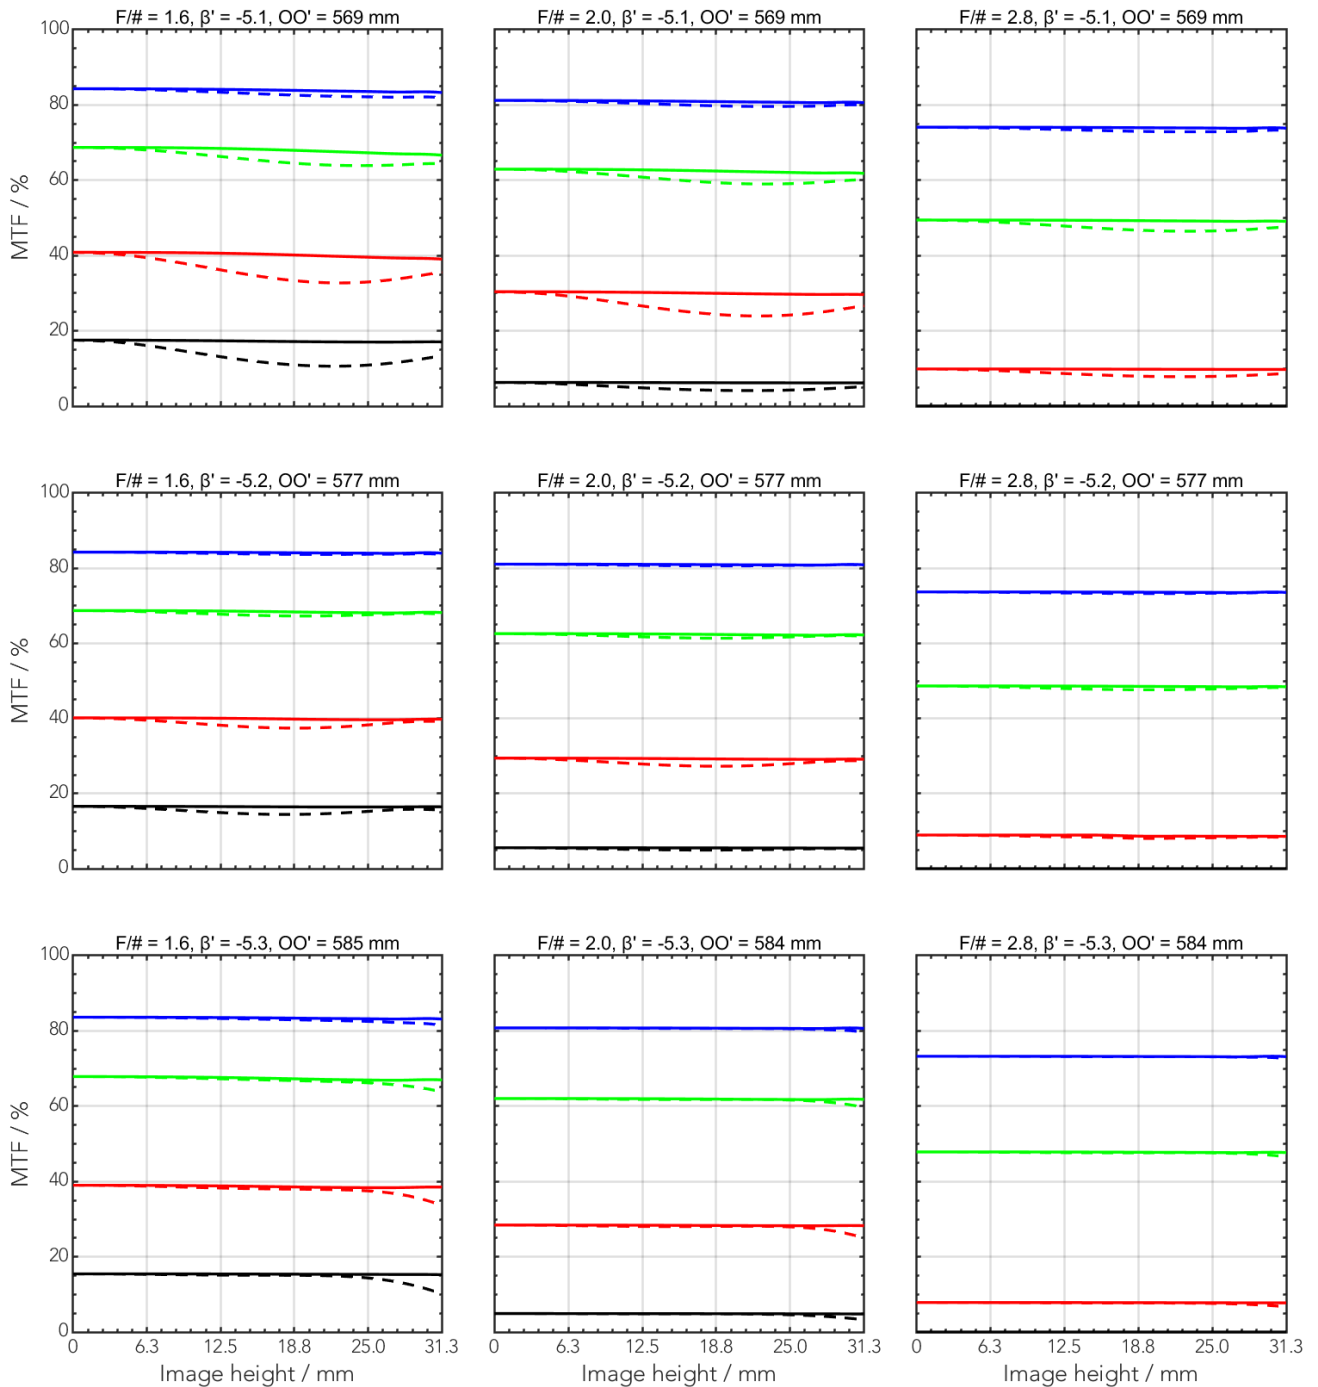 F/# = 1.6, β' = -5.1, OO' = 569 mm
F/# = 2.0, β' = -5.1, OO' = 569 mm
F/# = 2.8, β' = -5.1, OO' = 569 mm
100
80
60
40
20
0
MTF / %
F/# = 1.6, β' = -5.2, OO' = 577 mm
F/# = 2.0, β' = -5.2, OO' = 577 mm
F/# = 2.8, β' = -5.2, OO' = 577 mm
100
80
60
40
20
0
MTF / %
F/# = 1.6, β' = -5.3, OO' = 585 mm
F/# = 2.0, β' = -5.3, OO' = 584 mm
F/# = 2.8, β' = -5.3, OO' = 584 mm
100
80
60
40
20
0
MTF / %
0 6.3 12.5 18.8 25.0 31.3
0 6.3 12.5 18.8 25.0 31.3
0 6.3 12.5 18.8 25.0 31.3
Image height / mm
Image height / mm
Image height / mm